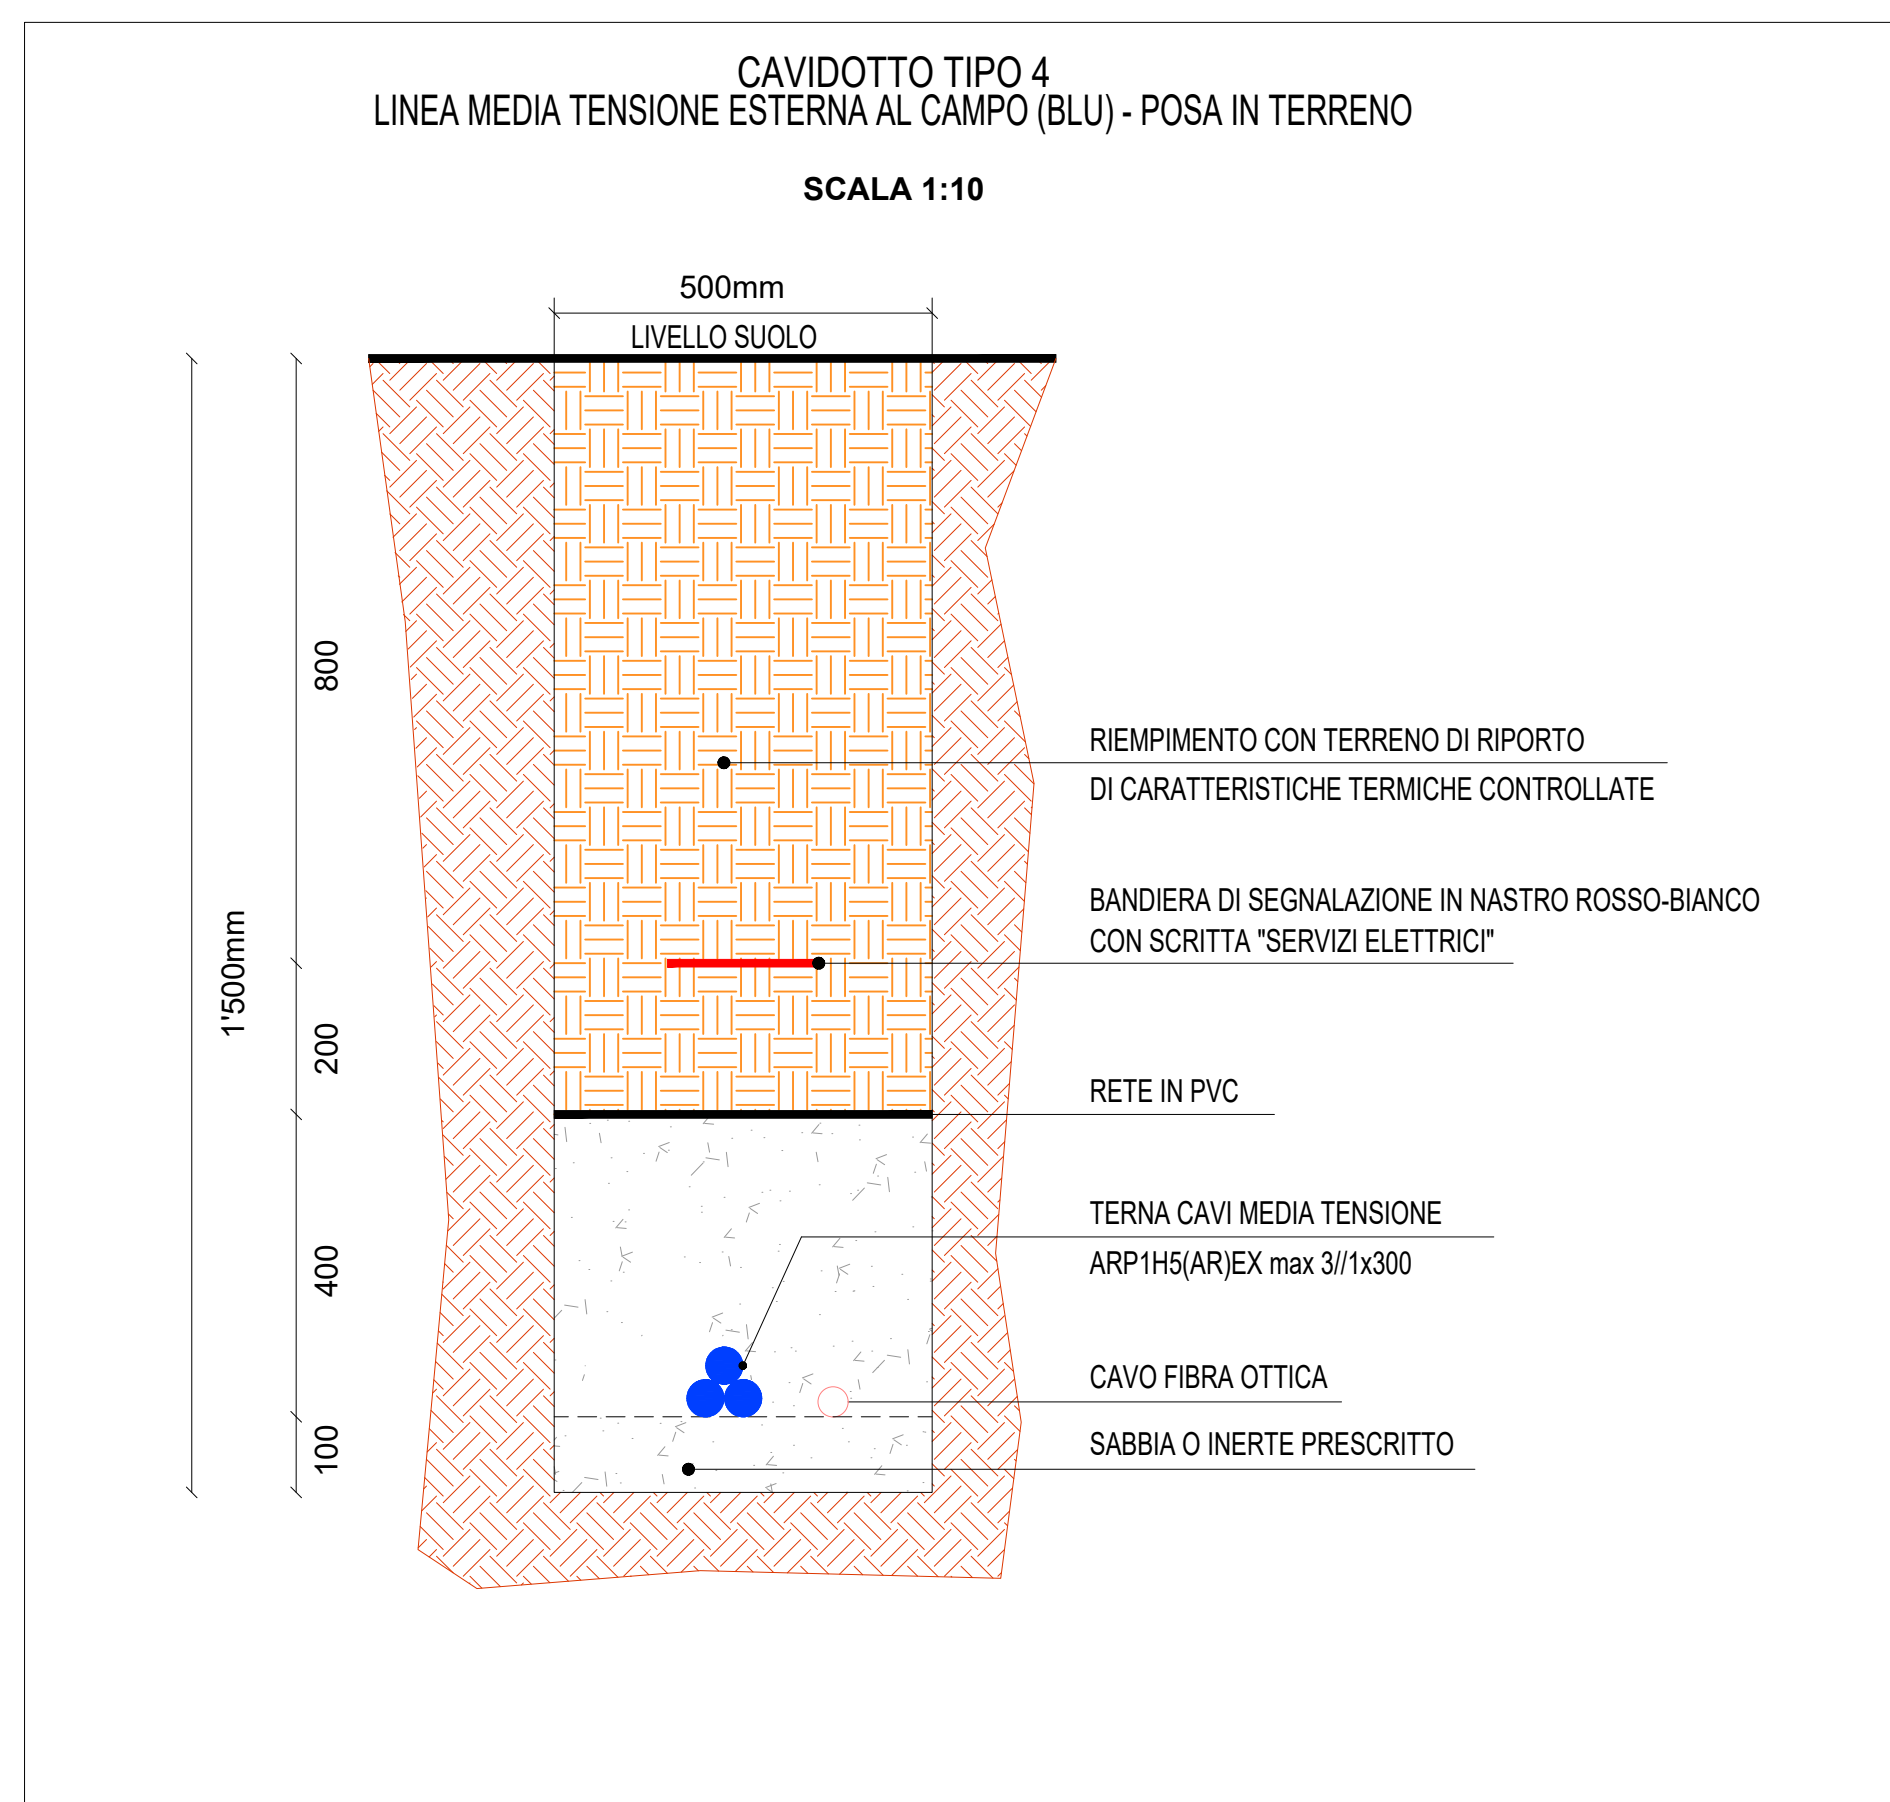 CAVIDOTTO TIPO 4
LINEA MEDIA TENSIONE ESTERNA AL CAMPO (BLU) - POSA IN TERRENO
SCALA 1:10
500mm
LIVELLO SUOLO
800
RIEMPIMENTO CON TERRENO DI RIPORTO
DI CARATTERISTICHE TERMICHE CONTROLLATE
BANDIERA DI SEGNALAZIONE IN NASTRO ROSSO-BIANCO
CON SCRITTA "SERVIZI ELETTRICI"
1'500mm
200
RETE IN PVC
TERNA CAVI MEDIA TENSIONE
ARP1H5(AR)EX max 3//1x300
400
CAVO FIBRA OTTICA
SABBIA O INERTE PRESCRITTO
100